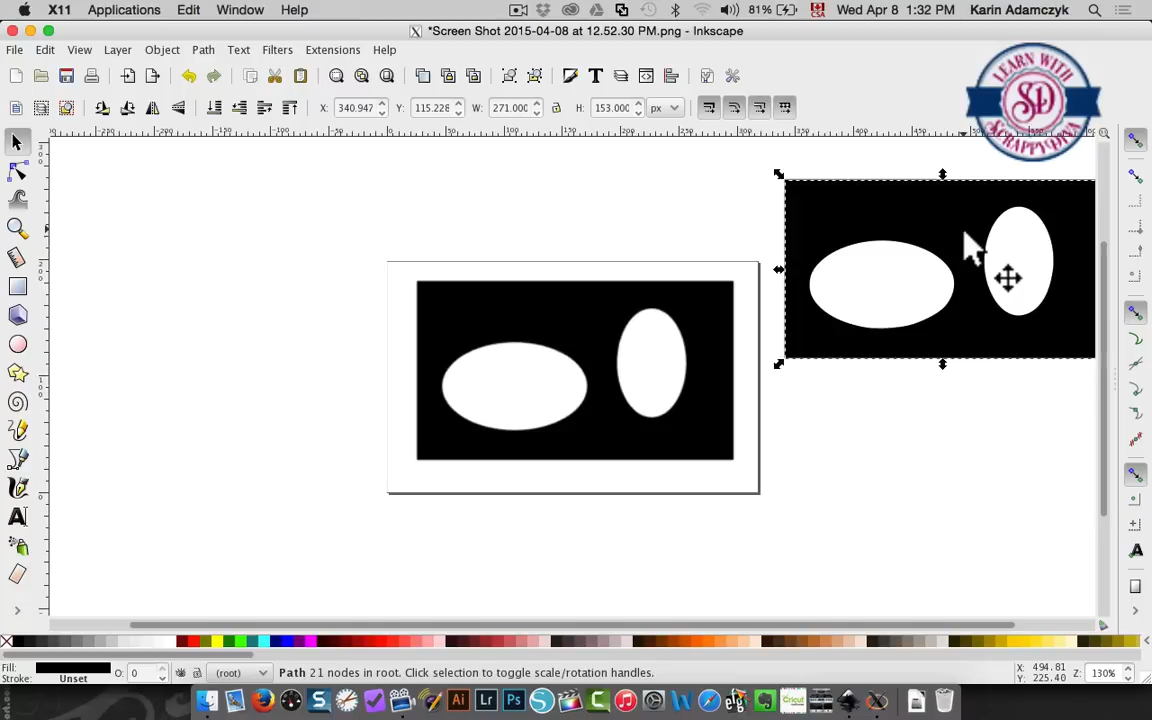 X11 Applications Edit Window Help 81% Wed Apr 8 1:32 PM Karin Adamczyk
*Screen Shot 2015-04-08 at 12.52.30 PM.png - Inkscape
File Edit View Layer Object Path Text Filters Extensions Help
LEARN WITH
SD
SCRAPPYDIVA
X: 340.947 Y: 115.228 W: 271.000 H: 153.000 px
Fill:
Stroke: Unset
O: 0
(root)
Path 21 nodes in root. Click selection to toggle scale/rotation handles.
X: 494.81
Y: 225.40
Z: 130%